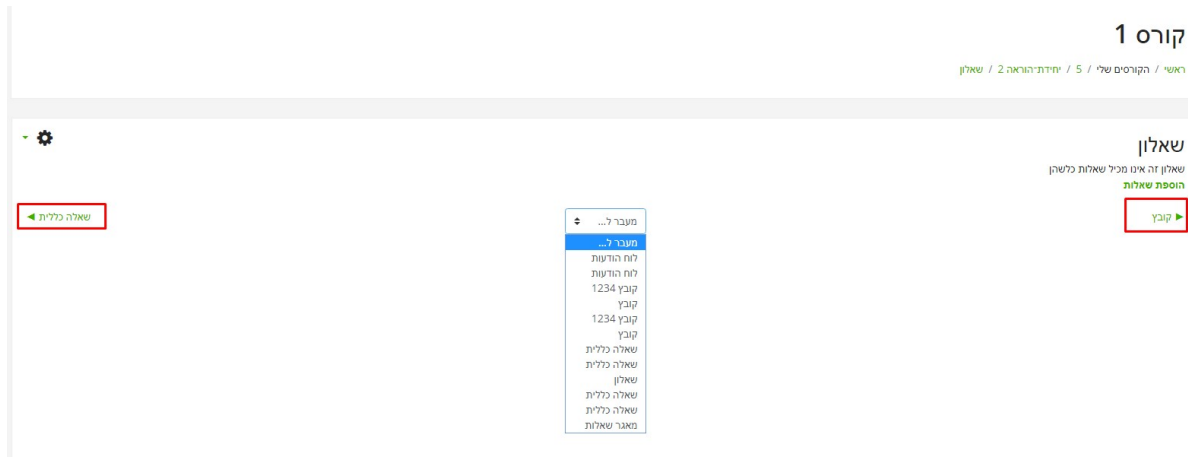 קורס 1
ראשי / הקורסים שלי / 5 / יחידת־הוראה 2 / שאלון
שאלון
שאלון זה אינו מכיל שאלות כלשהן
הוספת שאלות
► קובץ
מעבר ל...
שאלה כללית ◄
מעבר ל...
לוח הודעות
לוח הודעות
קובץ 1234
קובץ
קובץ 1234
קובץ
שאלה כללית
שאלה כללית
שאלון
שאלה כללית
שאלה כללית
מאגר שאלות